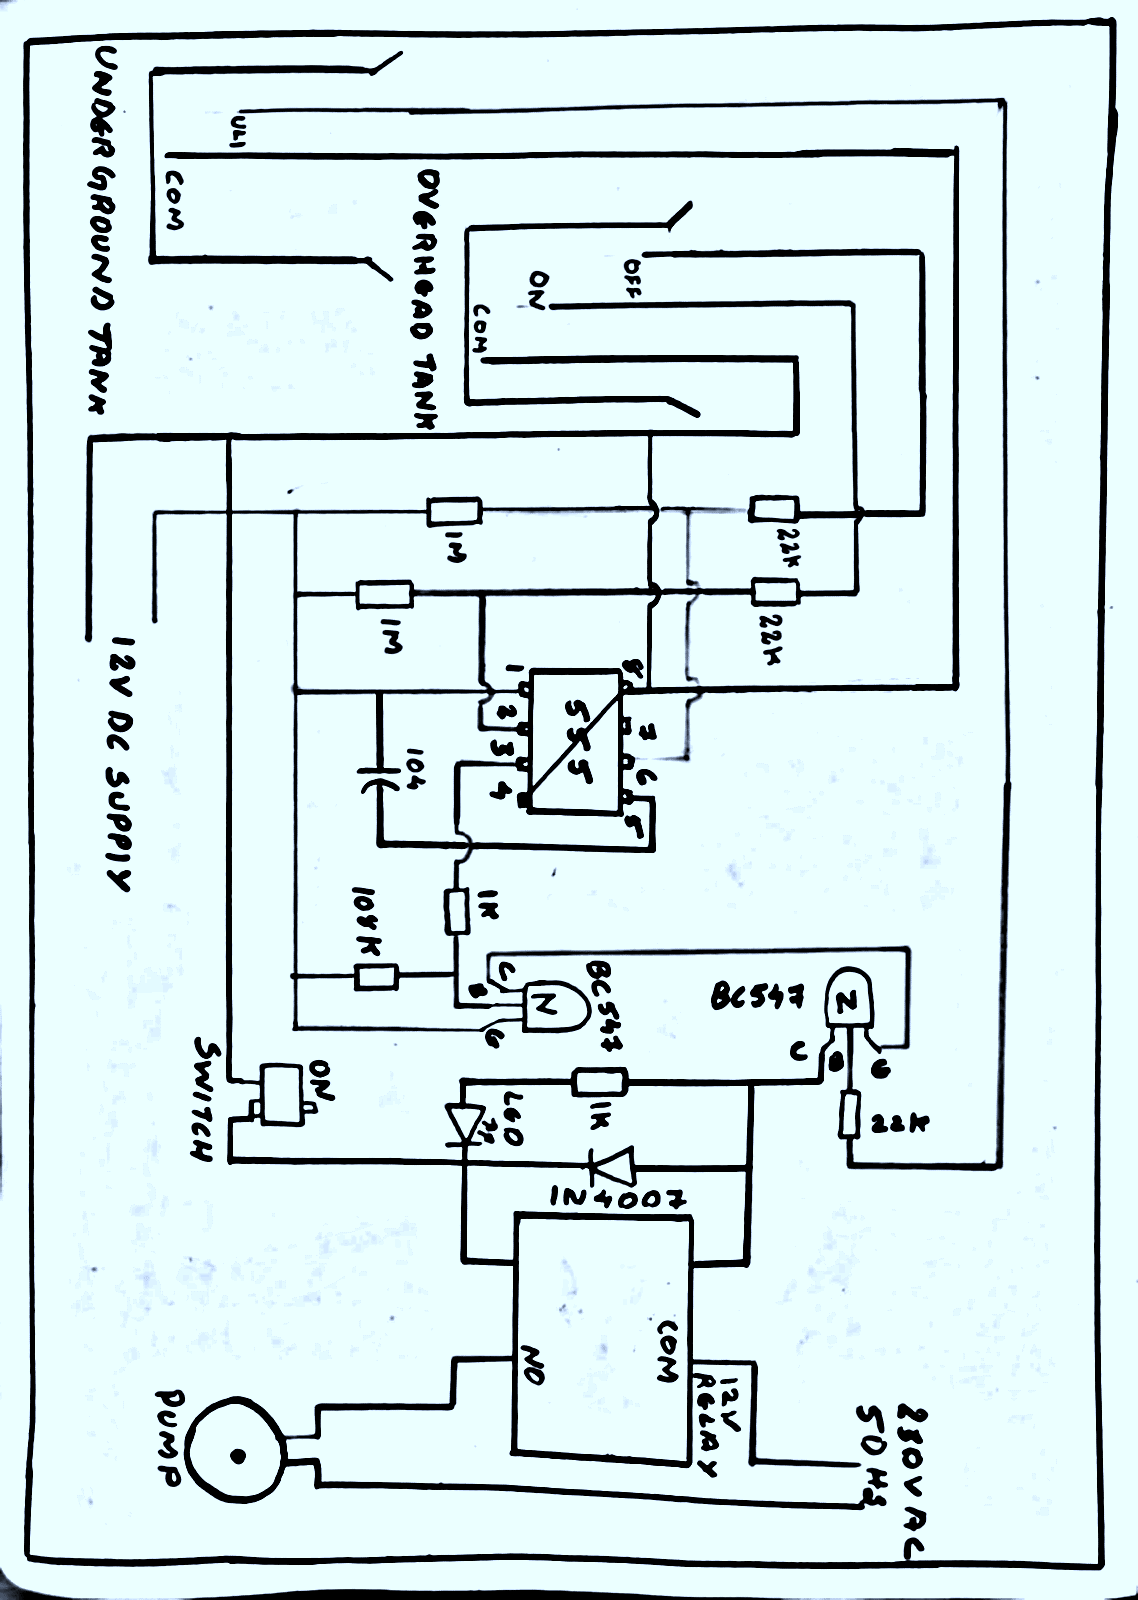 230V AC
50 Hz
BC547
C
B
E
22K
22K
22K
12V
RELAY
COM
OFF
ON
COM
OVERHEAD TANK
8
7
6
5
555
1
2
3
4
BC547
C
B
E
1K
1K
LED
1N4007
NO
1M
1M
104
ON
SWITCH
UL1
COM
UNDERGROUND TANK
12V DC SUPPLY
PUMP